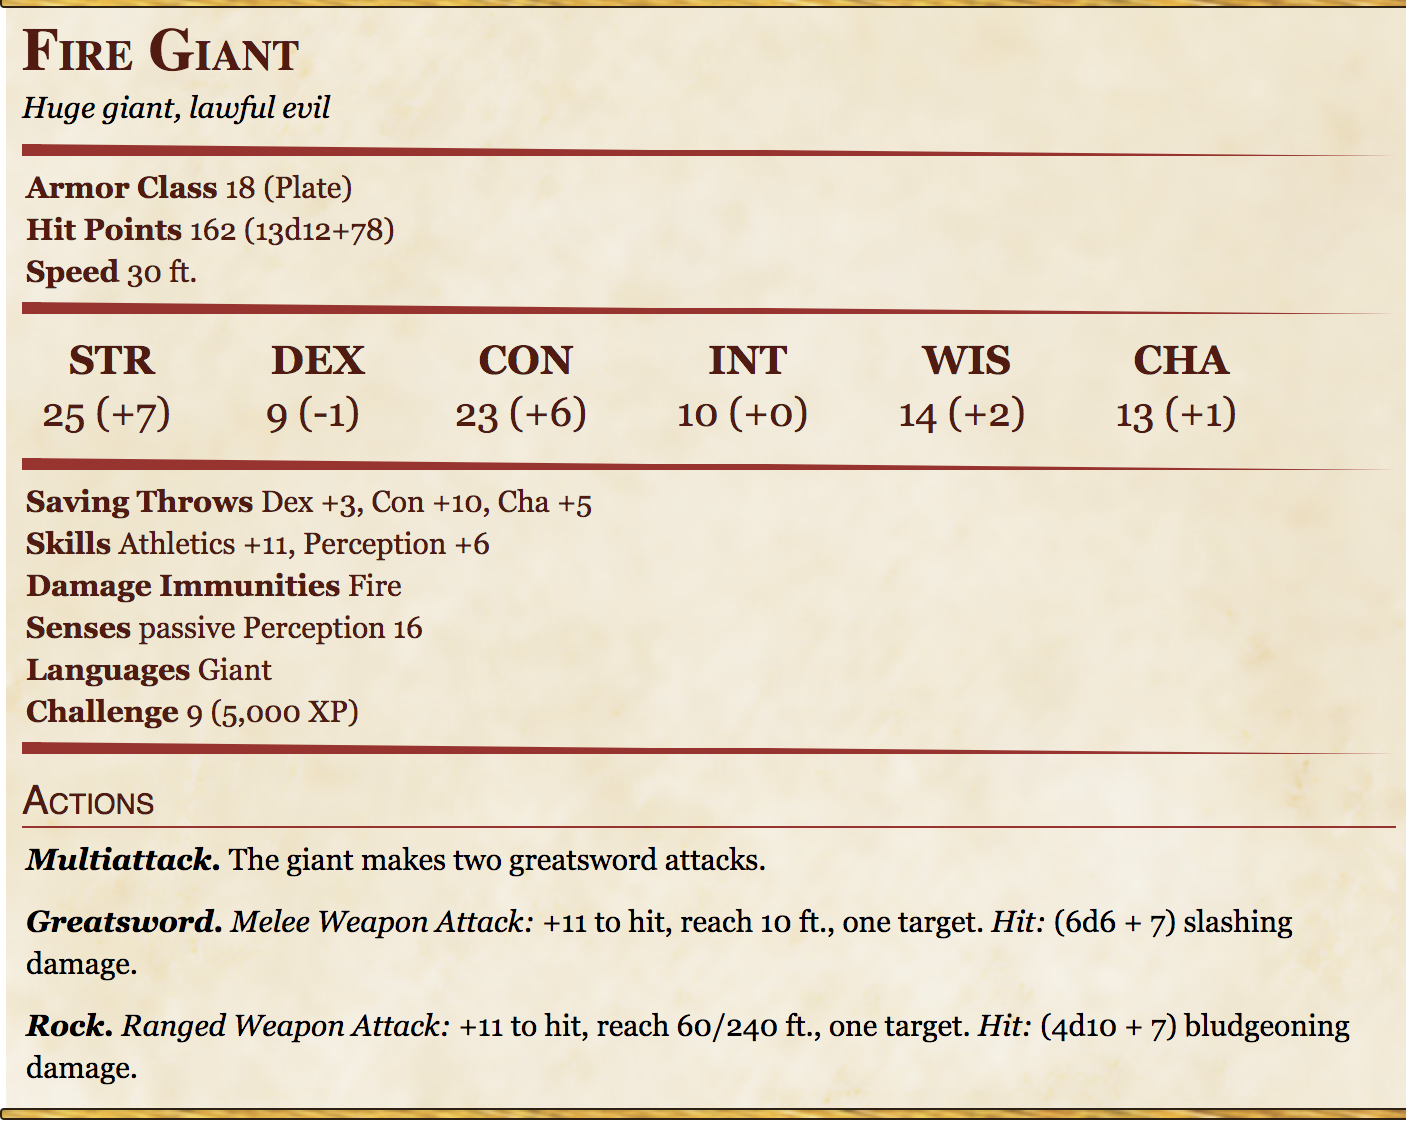 Fire Giant
Huge giant, lawful evil
Armor Class 18 (Plate)
Hit Points 162 (13d12+78)
Speed 30 ft.
STR DEX CON INT WIS CHA
25 (+7) 9 (-1) 23 (+6) 10 (+0) 14 (+2) 13 (+1)
Saving Throws Dex +3, Con +10, Cha +5
Skills Athletics +11, Perception +6
Damage Immunities Fire
Senses passive Perception 16
Languages Giant
Challenge 9 (5,000 XP)
Actions
Multiattack. The giant makes two greatsword attacks.
Greatsword. Melee Weapon Attack: +11 to hit, reach 10 ft., one target. Hit: (6d6 + 7) slashing
damage.
Rock. Ranged Weapon Attack: +11 to hit, reach 60/240 ft., one target. Hit: (4d10 + 7) bludgeoning
damage.